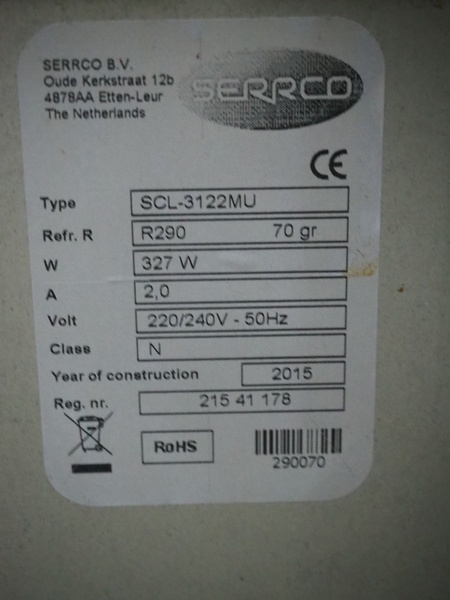 SERRCO B.V.
Oude Kerkstraat 12b
4878AA Etten-Leur
The Netherlands
SERRCO
CE
Type SCL-3122MU
Refr. R R290 70 gr
W 327 W
A 2,0
Volt 220/240V - 50Hz
Class N
Year of construction 2015
Reg. nr. 215 41 178
RoHS
290070